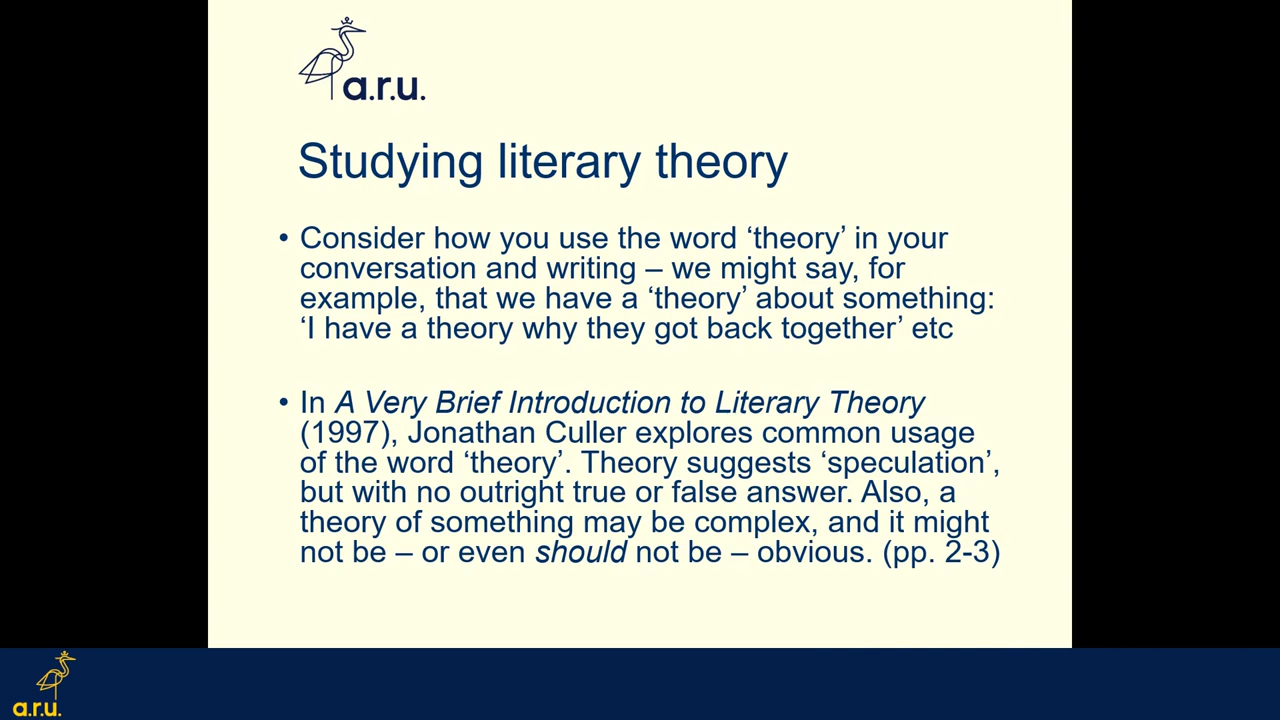 a.r.u.
Studying literary theory
• Consider how you use the word ‘theory’ in your
conversation and writing – we might say, for
example, that we have a ‘theory’ about something:
‘I have a theory why they got back together’ etc
• In A Very Brief Introduction to Literary Theory
(1997), Jonathan Culler explores common usage
of the word ‘theory’. Theory suggests ‘speculation’,
but with no outright true or false answer. Also, a
theory of something may be complex, and it might
not be – or even should not be – obvious. (pp. 2-3)
a.r.u.